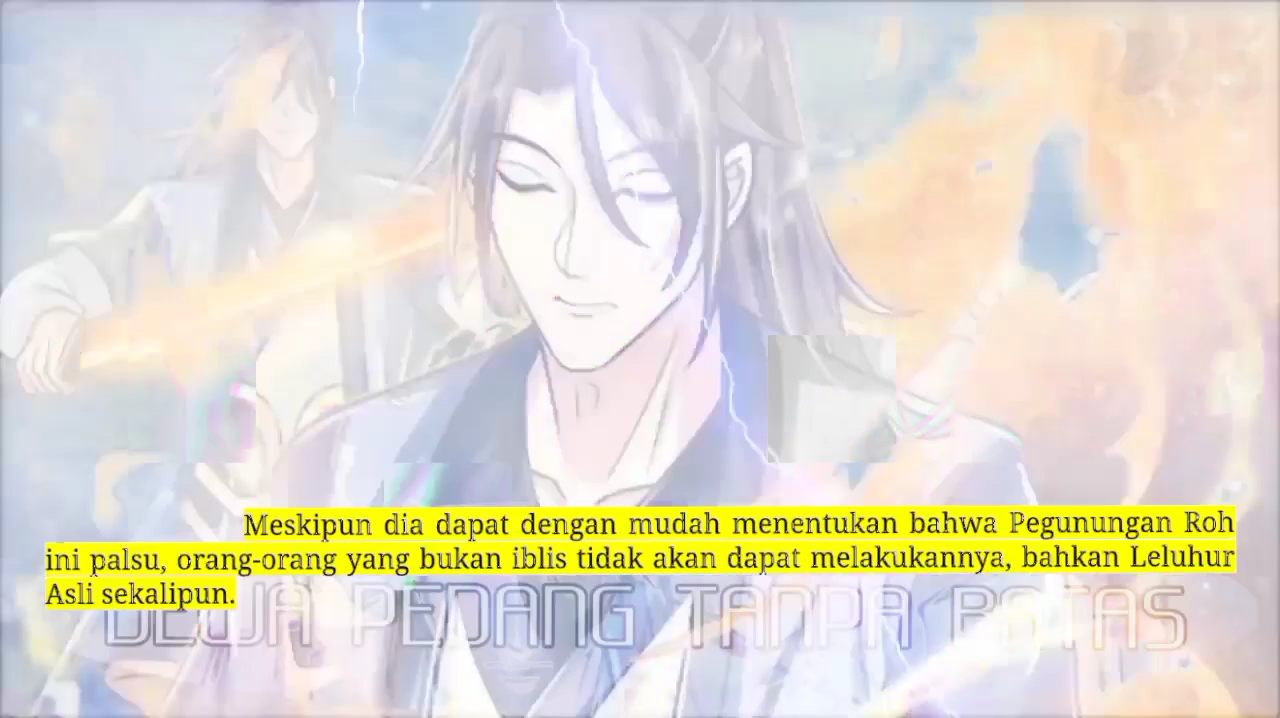 Meskipun dia dapat dengan mudah menentukan bahwa Pegunungan Roh
ini palsu, orang-orang yang bukan iblis tidak akan dapat melakukannya, bahkan Leluhur
Asli sekalipun.
DEWA PEDANG TANPA BATAS